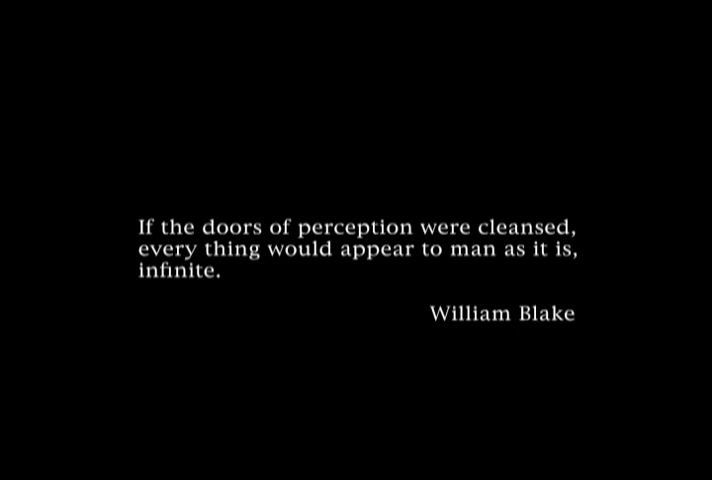 If the doors of perception were cleansed,
every thing would appear to man as it is,
infinite.
William Blake